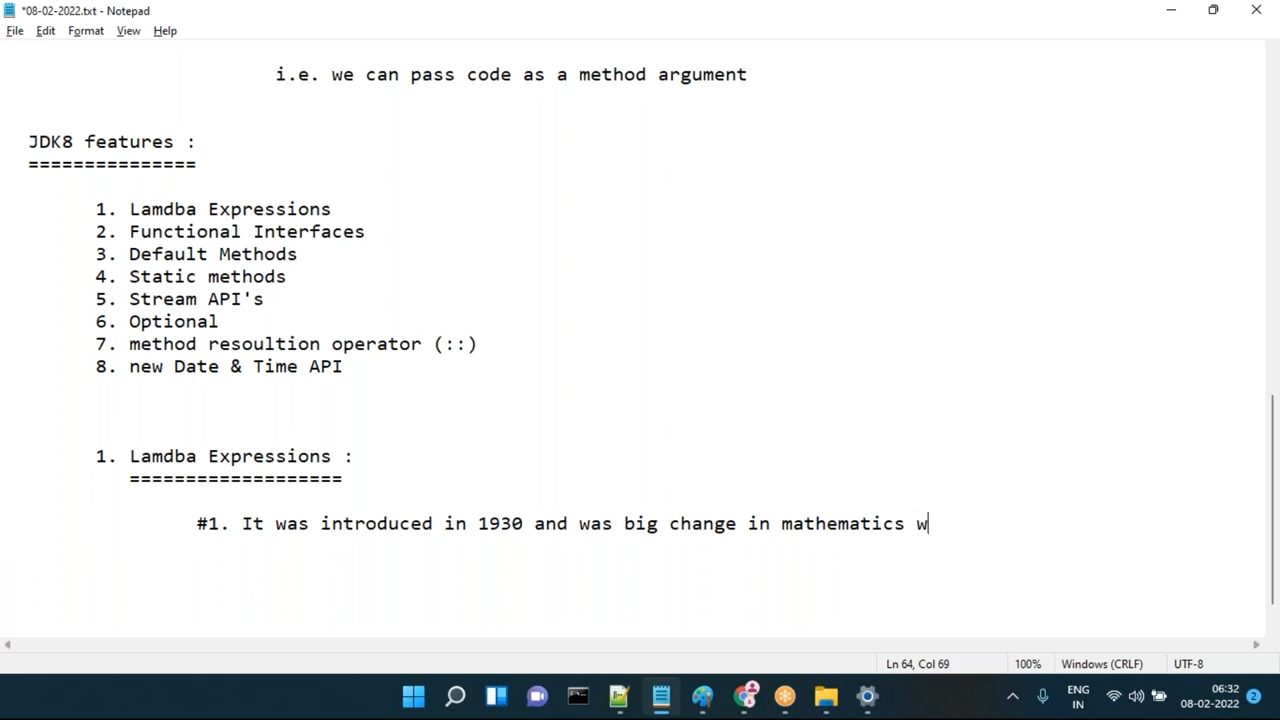 *08-02-2022.txt - Notepad
File Edit Format View Help
i.e. we can pass code as a method argument
JDK8 features :
===============
1. Lamdba Expressions
2. Functional Interfaces
3. Default Methods
4. Static methods
5. Stream API's
6. Optional
7. method resoultion operator (::)
8. new Date & Time API
1. Lamdba Expressions :
===================
#1. It was introduced in 1930 and was big change in mathematics w
Ln 64, Col 69 100% Windows (CRLF) UTF-8
ENG
IN
06:32
08-02-2022
2